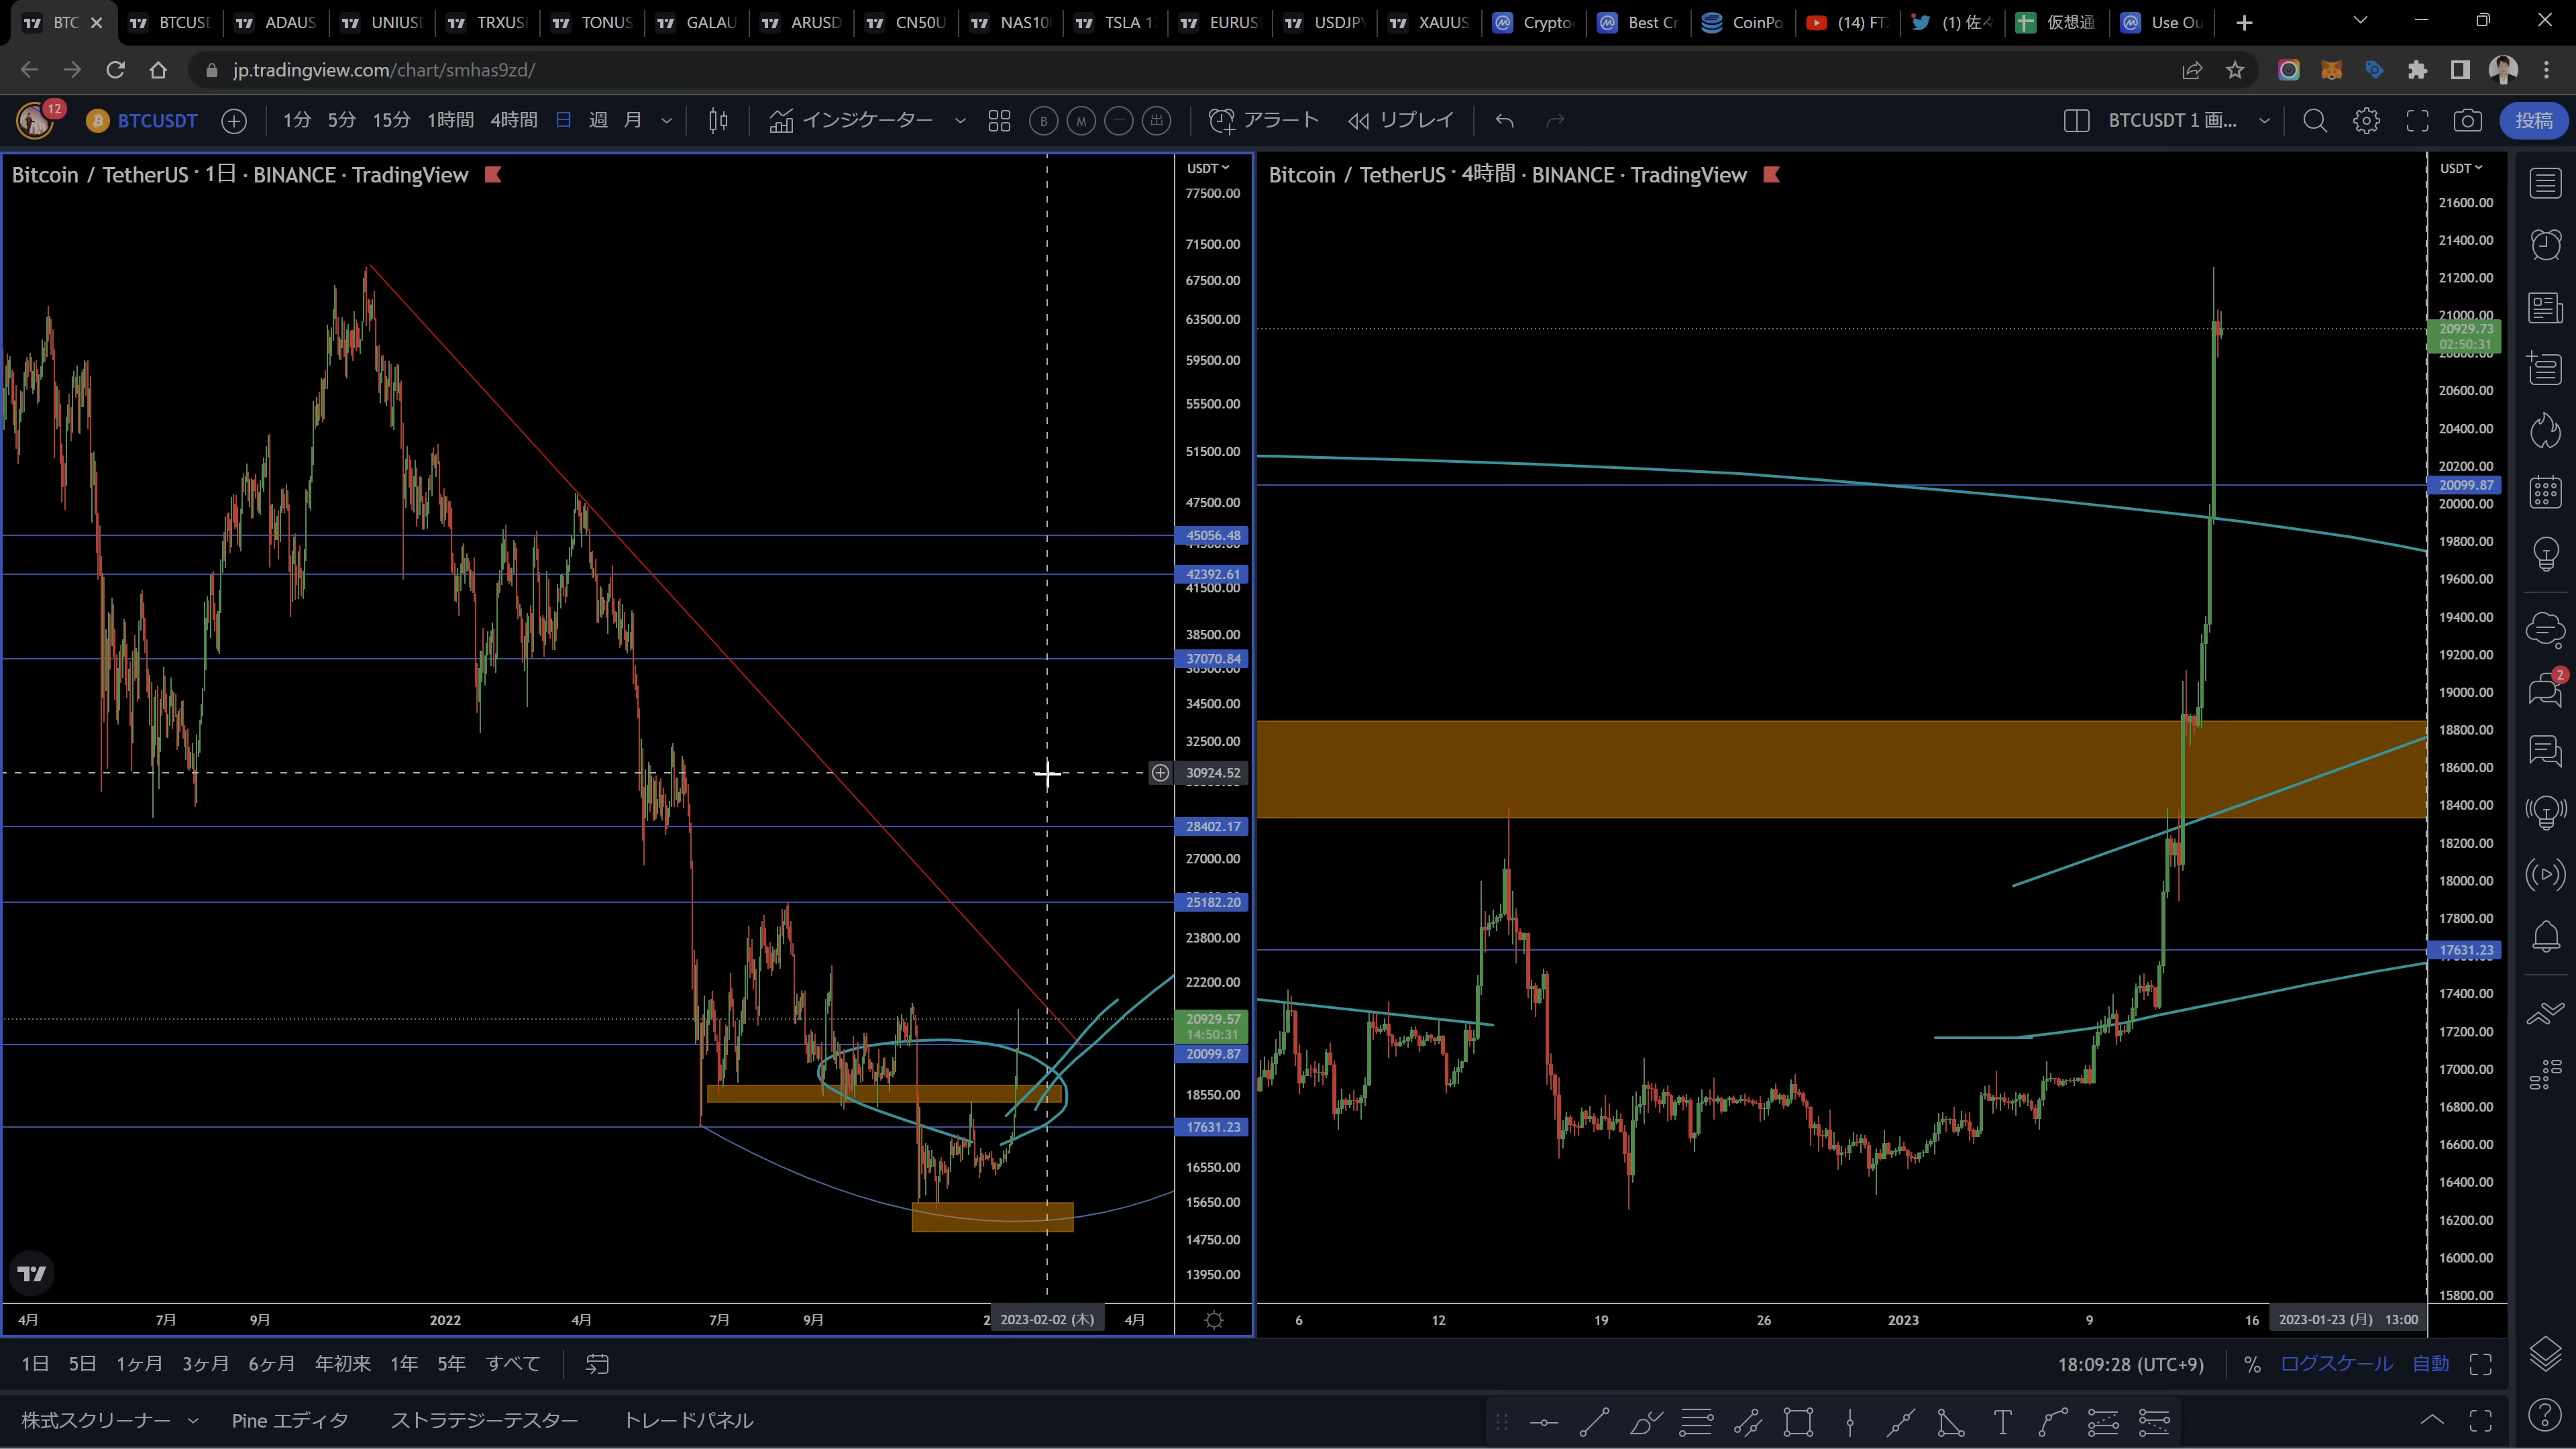 BTC
BTCUSD
ADAUS
UNIUSD
TRXUSD
TONUS
GALAU
ARUSD
CN50U
NAS10
TSLA 1
EURUS
USDJPY
XAUUS
Crypto
Best Cr
CoinPo
(14) FT
(1) 佐々
仮想通
Use Ou
jp.tradingview.com/chart/smhas9zd/
12
BTCUSDT
1分 5分 15分 1時間 4時間 日 週 月
インジケーター
B M 一 出
アラート
リプレイ
BTCUSDT 1 画...
投稿
Bitcoin / TetherUS · 1日 · BINANCE · TradingView
USDT
77500.00
71500.00
67500.00
63500.00
59500.00
55500.00
51500.00
47500.00
45056.48
42392.61
41500.00
38500.00
37070.84
34500.00
32500.00
30924.52
28402.17
27000.00
25182.20
23800.00
22200.00
20929.57
14:50:31
20099.87
18550.00
17631.23
16550.00
15650.00
14750.00
13950.00
4月 7月 9月 2022 4月 7月 9月 2023-02-02 (木) 4月
Bitcoin / TetherUS · 4時間 · BINANCE · TradingView
USDT
21600.00
21400.00
21200.00
21000.00
20929.73
02:50:31
20800.00
20600.00
20400.00
20200.00
20099.87
20000.00
19800.00
19600.00
19400.00
19200.00
19000.00
18800.00
18600.00
18400.00
18200.00
18000.00
17800.00
17631.23
17400.00
17200.00
17000.00
16800.00
16600.00
16400.00
16200.00
16000.00
15800.00
6 12 19 26 2023 9 16 2023-01-23 (月) 13:00
2
1日 5日 1ヶ月 3ヶ月 6ヶ月 年初来 1年 5年 すべて
18:09:28 (UTC+9)
% ログスケール 自動
株式スクリーナー Pine エディタ ストラテジーテスター トレードパネル